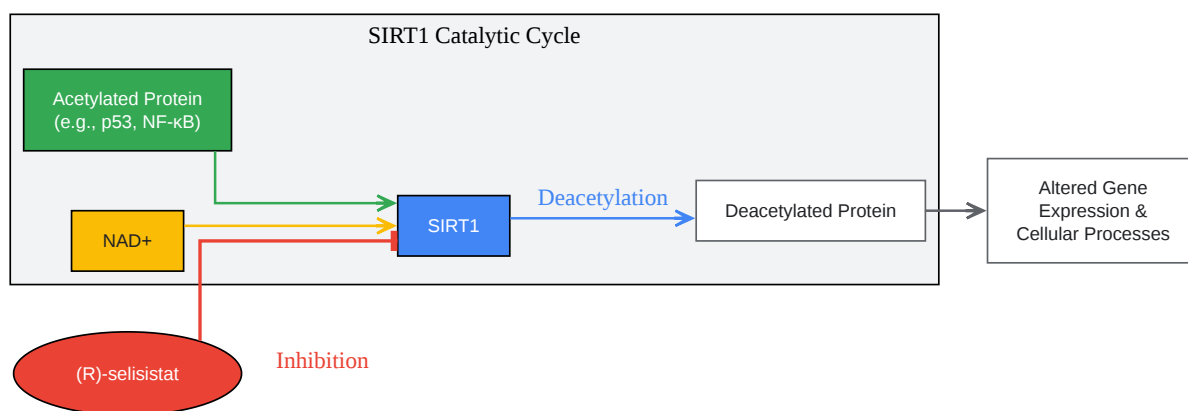 SIRT1 Catalytic Cycle
Acetylated Protein
(e.g., p53, NF-κB)
NAD+
SIRT1
Deacetylation
Deacetylated Protein
Altered Gene
Expression &
Cellular Processes
(R)-selisistat
Inhibition